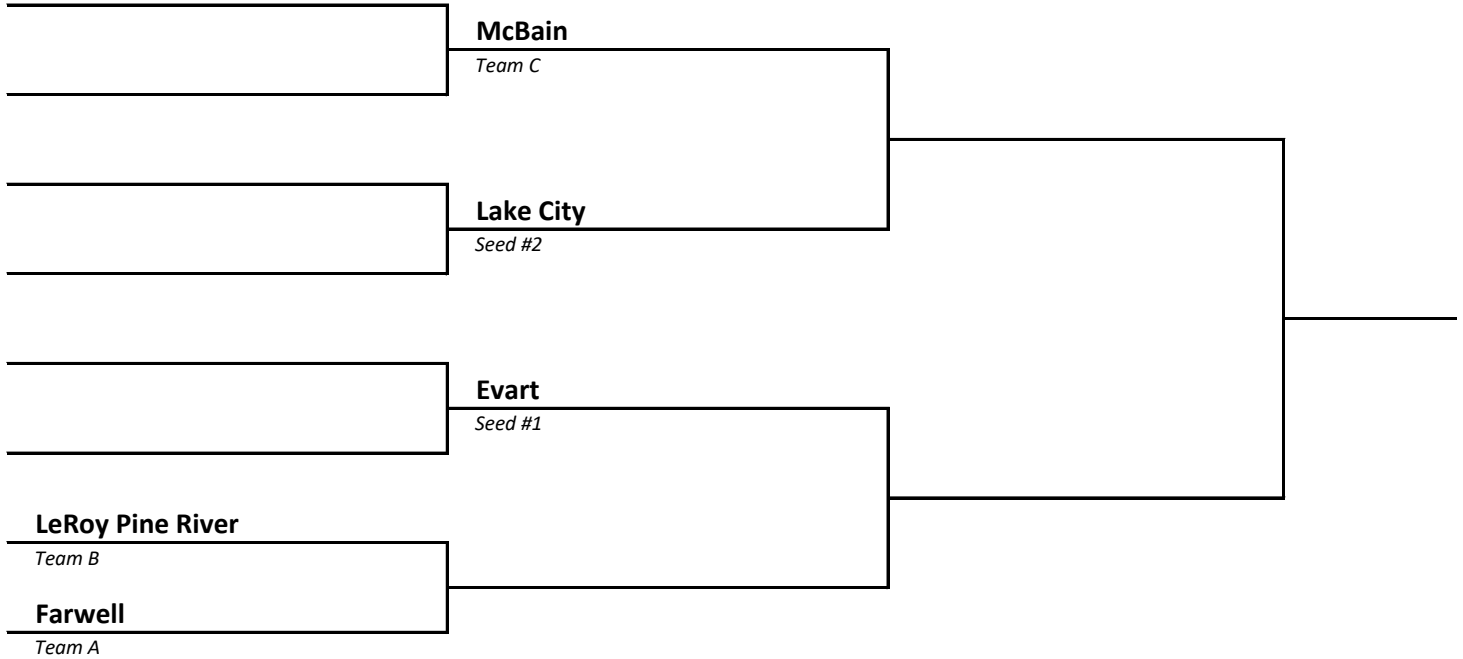 McBain
Team C
Lake City
Seed #2
Evart
Seed #1
LeRoy Pine River
Team B
Farwell
Team A